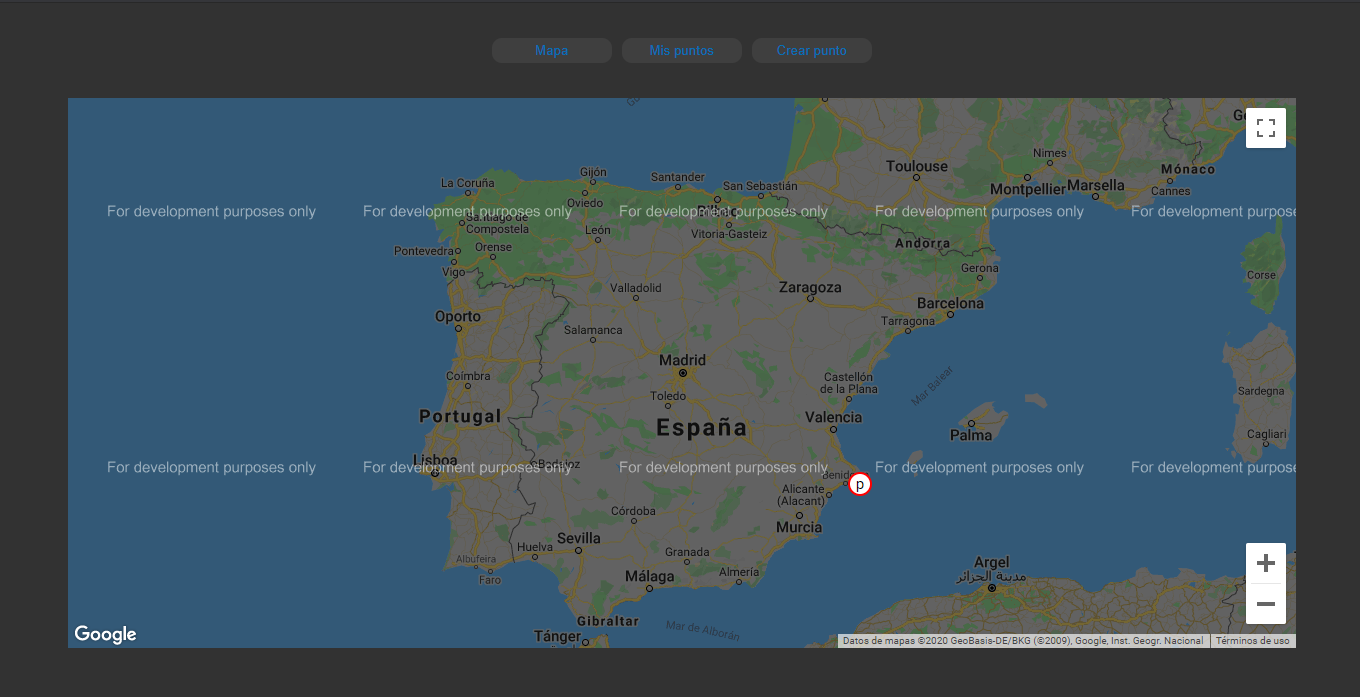 Mapa
Mis puntos
Crear punto
Toulouse
Nimes
Mónaco
Montpellier
Marsella
Cannes
La Coruña
Gijón
Santander
San Sebastián
Oviedo
Bilbao
For development purposes only
For development purposes only
For development purposes only
For development purposes only
For development purpose
Santiago de
Compostela
León
Vitoria-Gasteiz
Andorra
Pontevedra
Orense
Vigo
Gerona
Corse
Valladolid
Zaragoza
Barcelona
Oporto
Tarragona
Salamanca
Madrid
Coímbra
Castellón
de la Plana
Mar Balear
Toledo
Sardegna
Portugal
España
Valencia
Palma
Cagliari
Lisboa
Badajoz
For development purposes only
For development purposes only
For development purposes only
For development purposes only
For development purpose
Benido
p
Alicante
(Alacant)
Córdoba
Murcia
Sevilla
Huelva
Granada
Albufeira
Faro
Málaga
Almería
Argel
مدينة الجزائر
Gibraltar
Mar de Alborán
Tánger
Google
Datos de mapas ©2020 GeoBasis-DE/BKG (©2009), Google, Inst. Geogr. Nacional
Términos de uso